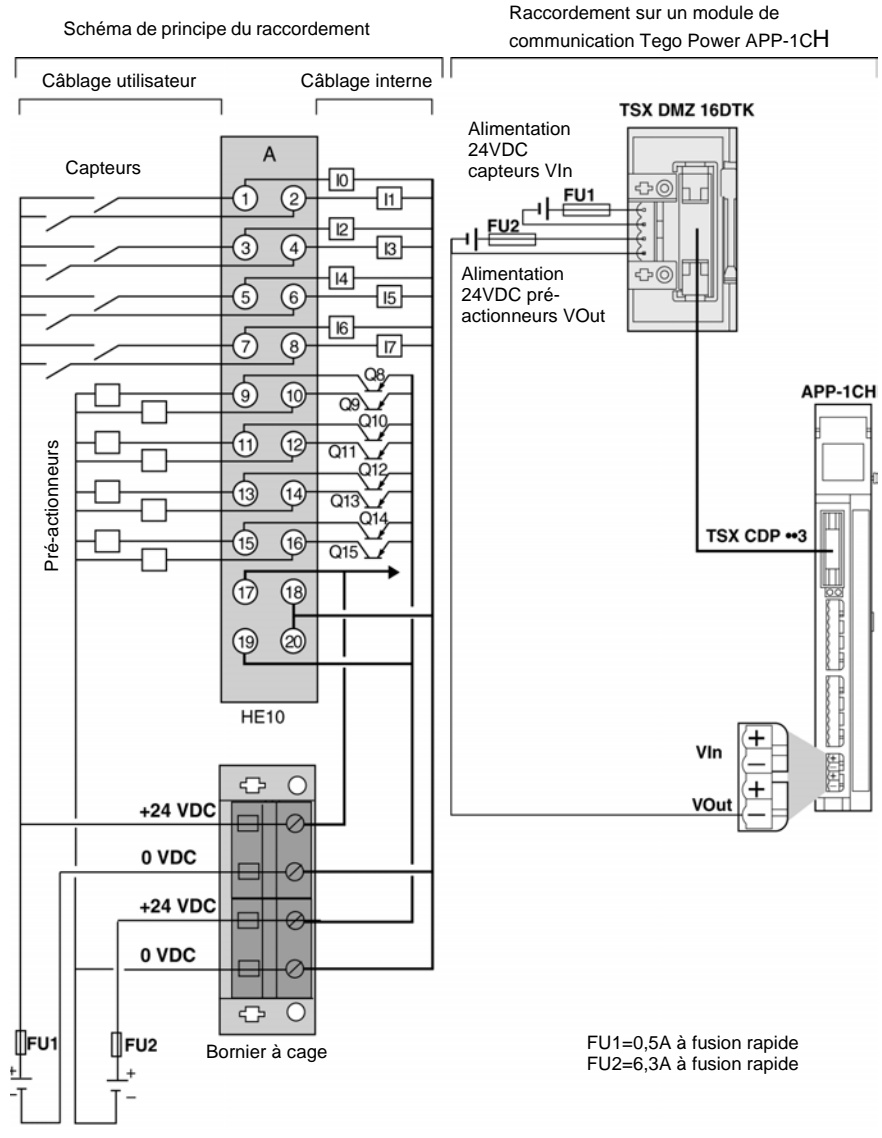 Schéma de principe du raccordement
Raccordement sur un module de
communication Tego Power APP-1CH
Câblage utilisateur
Câblage interne
TSX DMZ 16DTK
Alimentation
24VDC
capteurs VIn
FU1
FU2
Alimentation
24VDC pré-
actionneurs VOut
Capteurs
A
1 2 I0
I1
3 4 I2
I3
5 6 I4
I5
7 8 I6
I7
9 10 Q8
Q9
11 12 Q10
Q11
13 14 Q12
Q13
15 16 Q14
Q15
17 18
19 20
Pré-actionneurs
HE10
APP-1CH
TSX CDP ••3
VIn
+
−
VOut
+
−
+24 VDC
0 VDC
+24 VDC
0 VDC
FU1
+
−
FU2
+
−
Bornier à cage
FU1=0,5A à fusion rapide
FU2=6,3A à fusion rapide